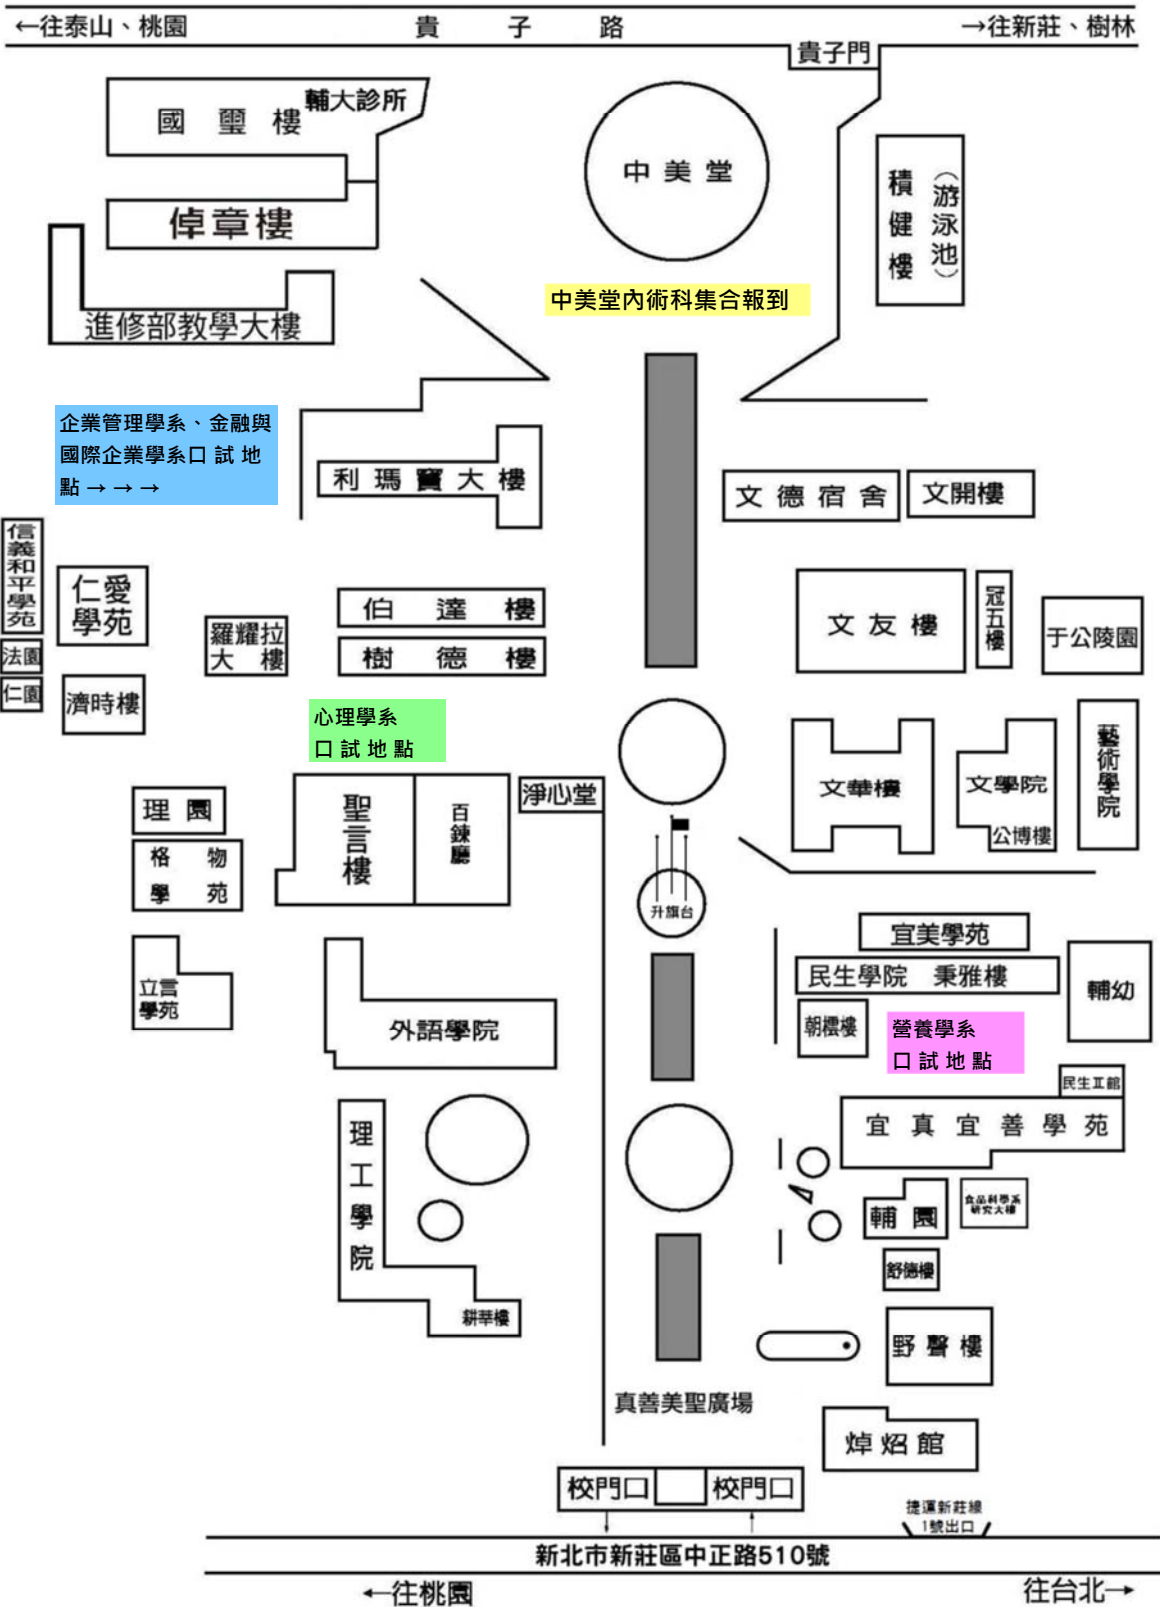 ←往泰山、桃園
貴子路
→往新莊、樹林
貴子門
國璽樓
輔大診所
中美堂
積健樓
（游泳池）
倬章樓
進修部教學大樓
中美堂內術科集合報到
企業管理學系、金融與
國際企業學系口試地
點→→→
利瑪竇大樓
文德宿舍
文開樓
信義和平學苑
仁愛
學苑
法園
仁園
濟時樓
羅耀拉
大樓
伯達樓
樹德樓
文友樓
冠五樓
于公陵園
心理學系
口試地點
淨心堂
理園
格物
學苑
聖言樓
百鍊廳
文華樓
文學院
公博樓
藝術學院
升旗台
立言
學苑
外語學院
宜美學苑
民生學院 秉雅樓
朝橒樓
輔幼
營養學系
口試地點
民生工館
宜真宜善學苑
理工學院
耕莘樓
輔園
食品科學系
研究大樓
舒德樓
野聲樓
真善美聖廣場
焯炤館
校門口
校門口
捷運新莊線
1號出口
新北市新莊區中正路510號
←往桃園
往台北→